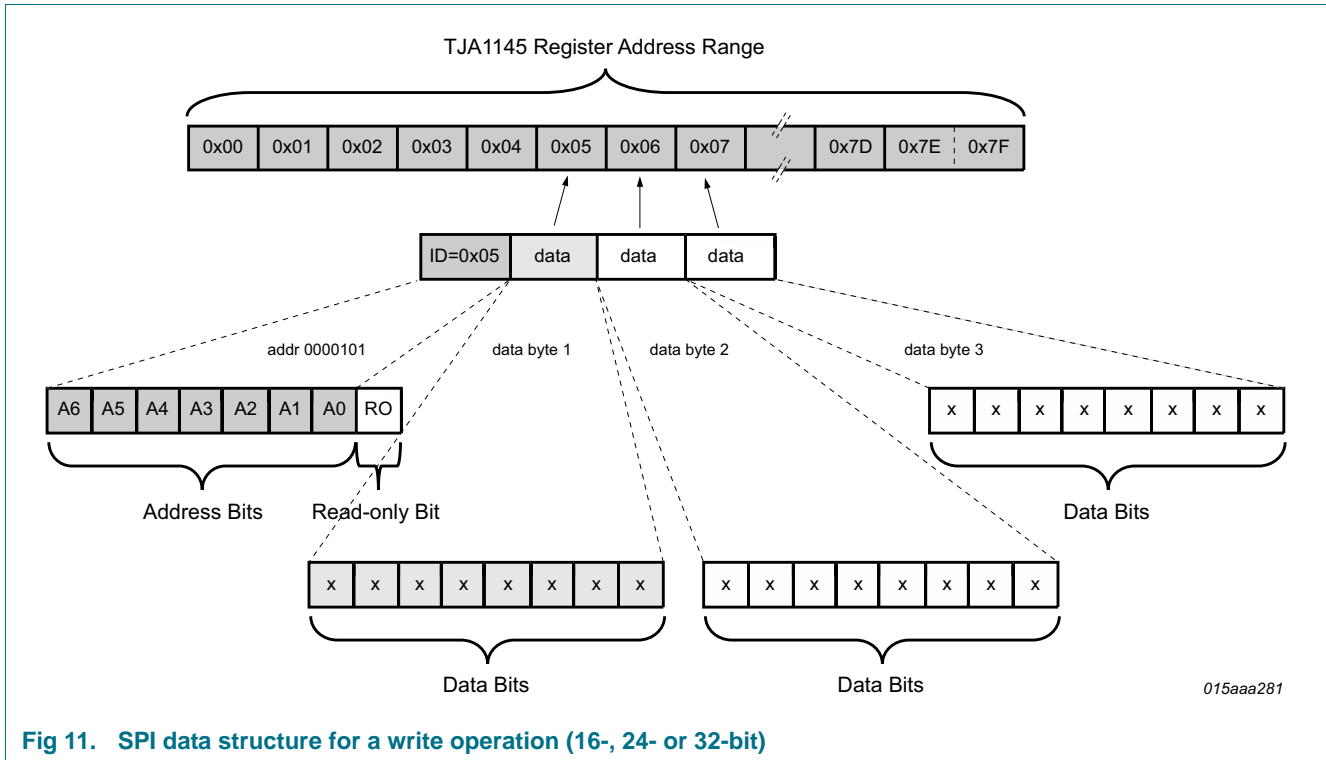 TJA1145 Register Address Range
0x00 0x01 0x02 0x03 0x04 0x05 0x06 0x07 0x7D 0x7E 0x7F
ID=0x05 data data data
addr 0000101 data byte 1 data byte 2 data byte 3
A6 A5 A4 A3 A2 A1 A0 RO
x x x x x x x x
Address Bits Read-only Bit Data Bits
x x x x x x x x x x x x x x x x
Data Bits Data Bits
015aaa281
Fig 11. SPI data structure for a write operation (16-, 24- or 32-bit)